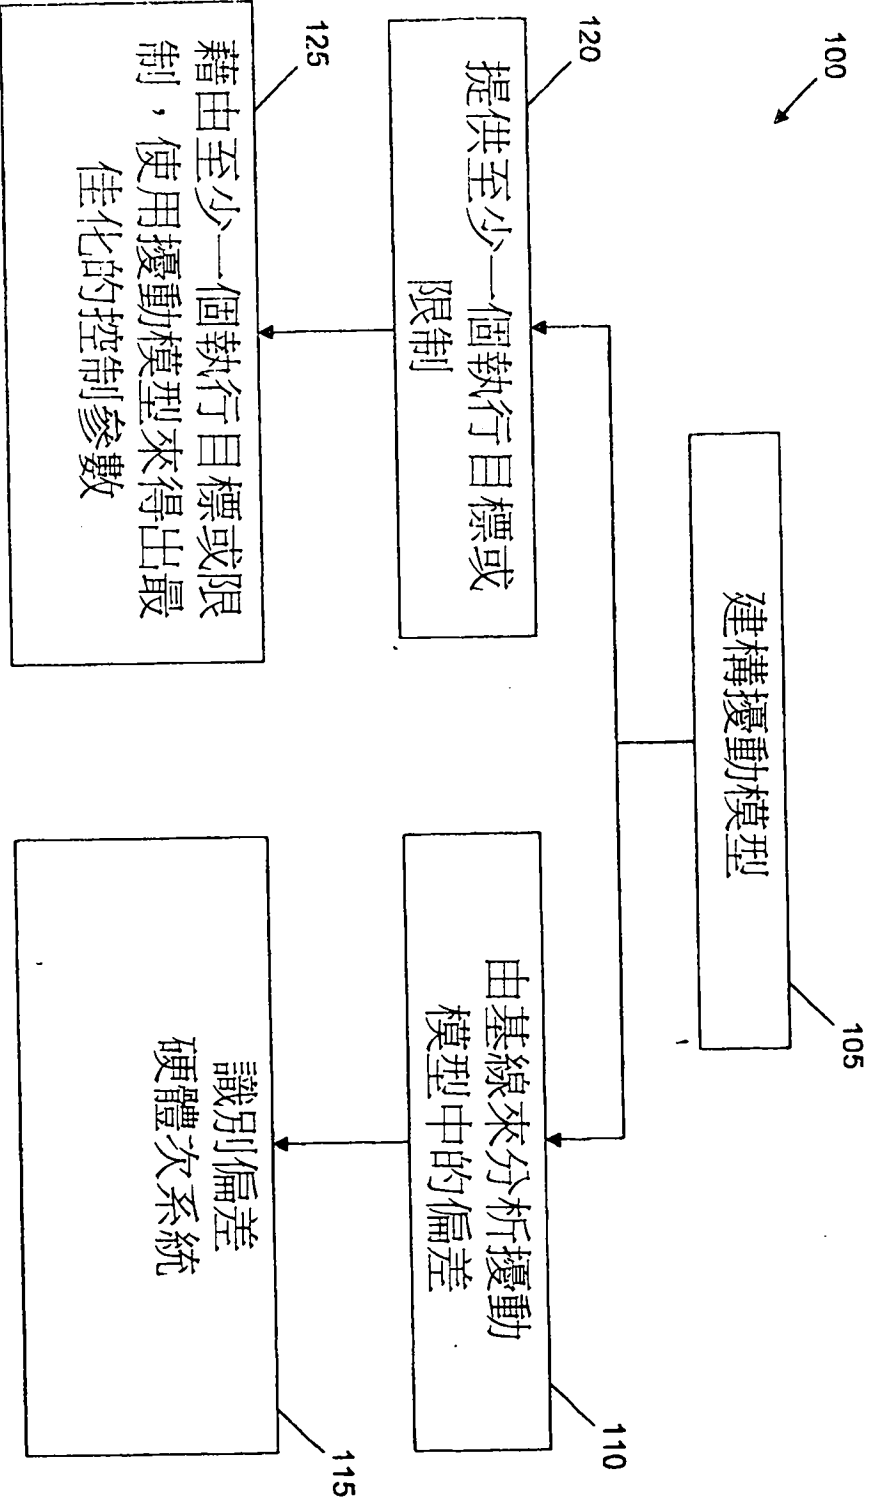 100
建構擾動模型
105
120
提供至少一個執行目標或
限制
由基線來分析擾動
模型中的偏差
110
125
藉由至少一個執行目標或限
制，使用擾動模型來得出最
佳化的控制參數
識別偏差
硬體次系統
115